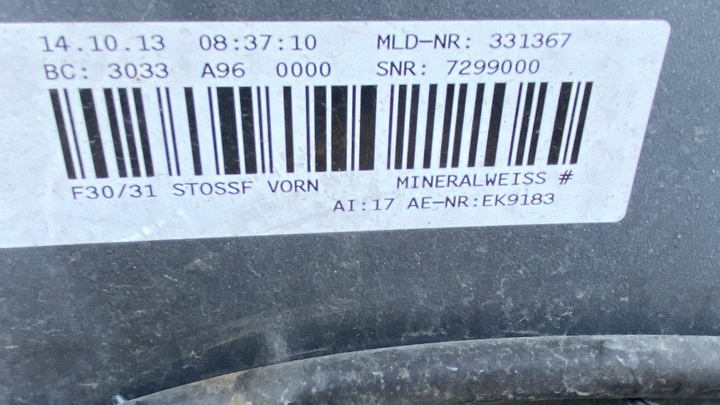 14.10.13 08:37:10 MLD-NR: 331367
BC: 3033 A96 0000 SNR: 7299000
F30/31 STOSSF VORN MINERALWEISS #
AI:17 AE-NR:EK9183